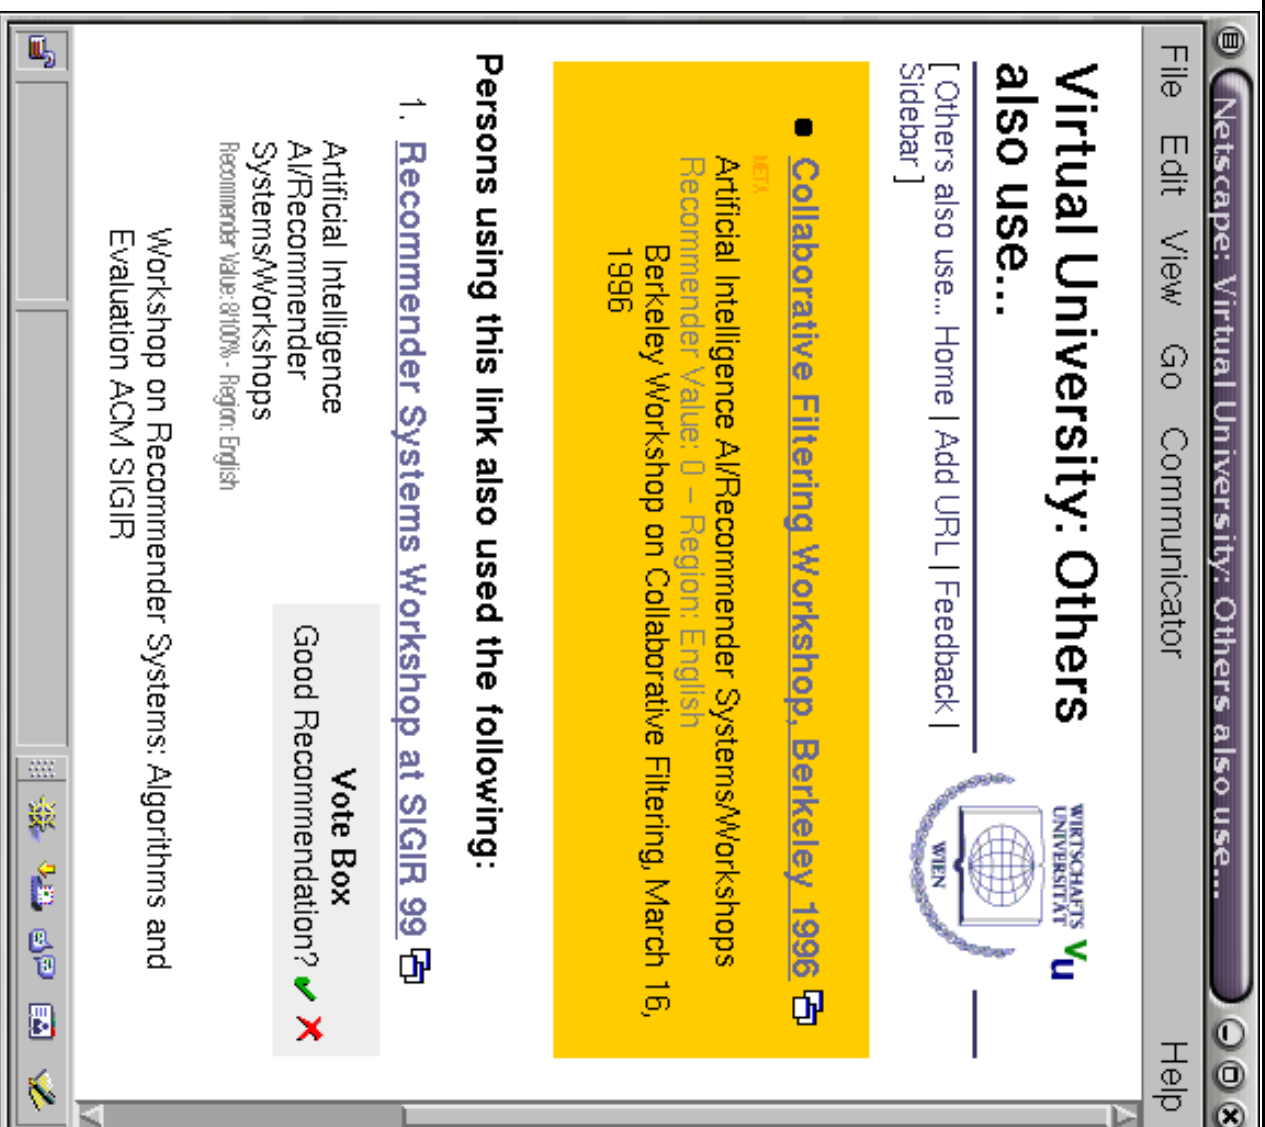 Netscape: Virtual University: Others also use...
File Edit View Go Communicator Help
Virtual University: Others
also use...
WIRTSCHAFTS
UNIVERSITÄT
WIEN
Vu
[ Others also use... Home | Add URL | Feedback |
Sidebar ]
Collaborative Filtering Workshop, Berkeley 1996
META
Artificial Intelligence AI/Recommender Systems/Workshops
Recommender Value: 0 – Region: English
Berkeley Workshop on Collaborative Filtering, March 16,
1996
Persons using this link also used the following:
1. Recommender Systems Workshop at SIGIR 99
Artificial Intelligence
AI/Recommender
Systems/Workshops
Recommender Value: 8/100% - Region: English
Vote Box
Good Recommendation?
Workshop on Recommender Systems: Algorithms and
Evaluation ACM SIGIR